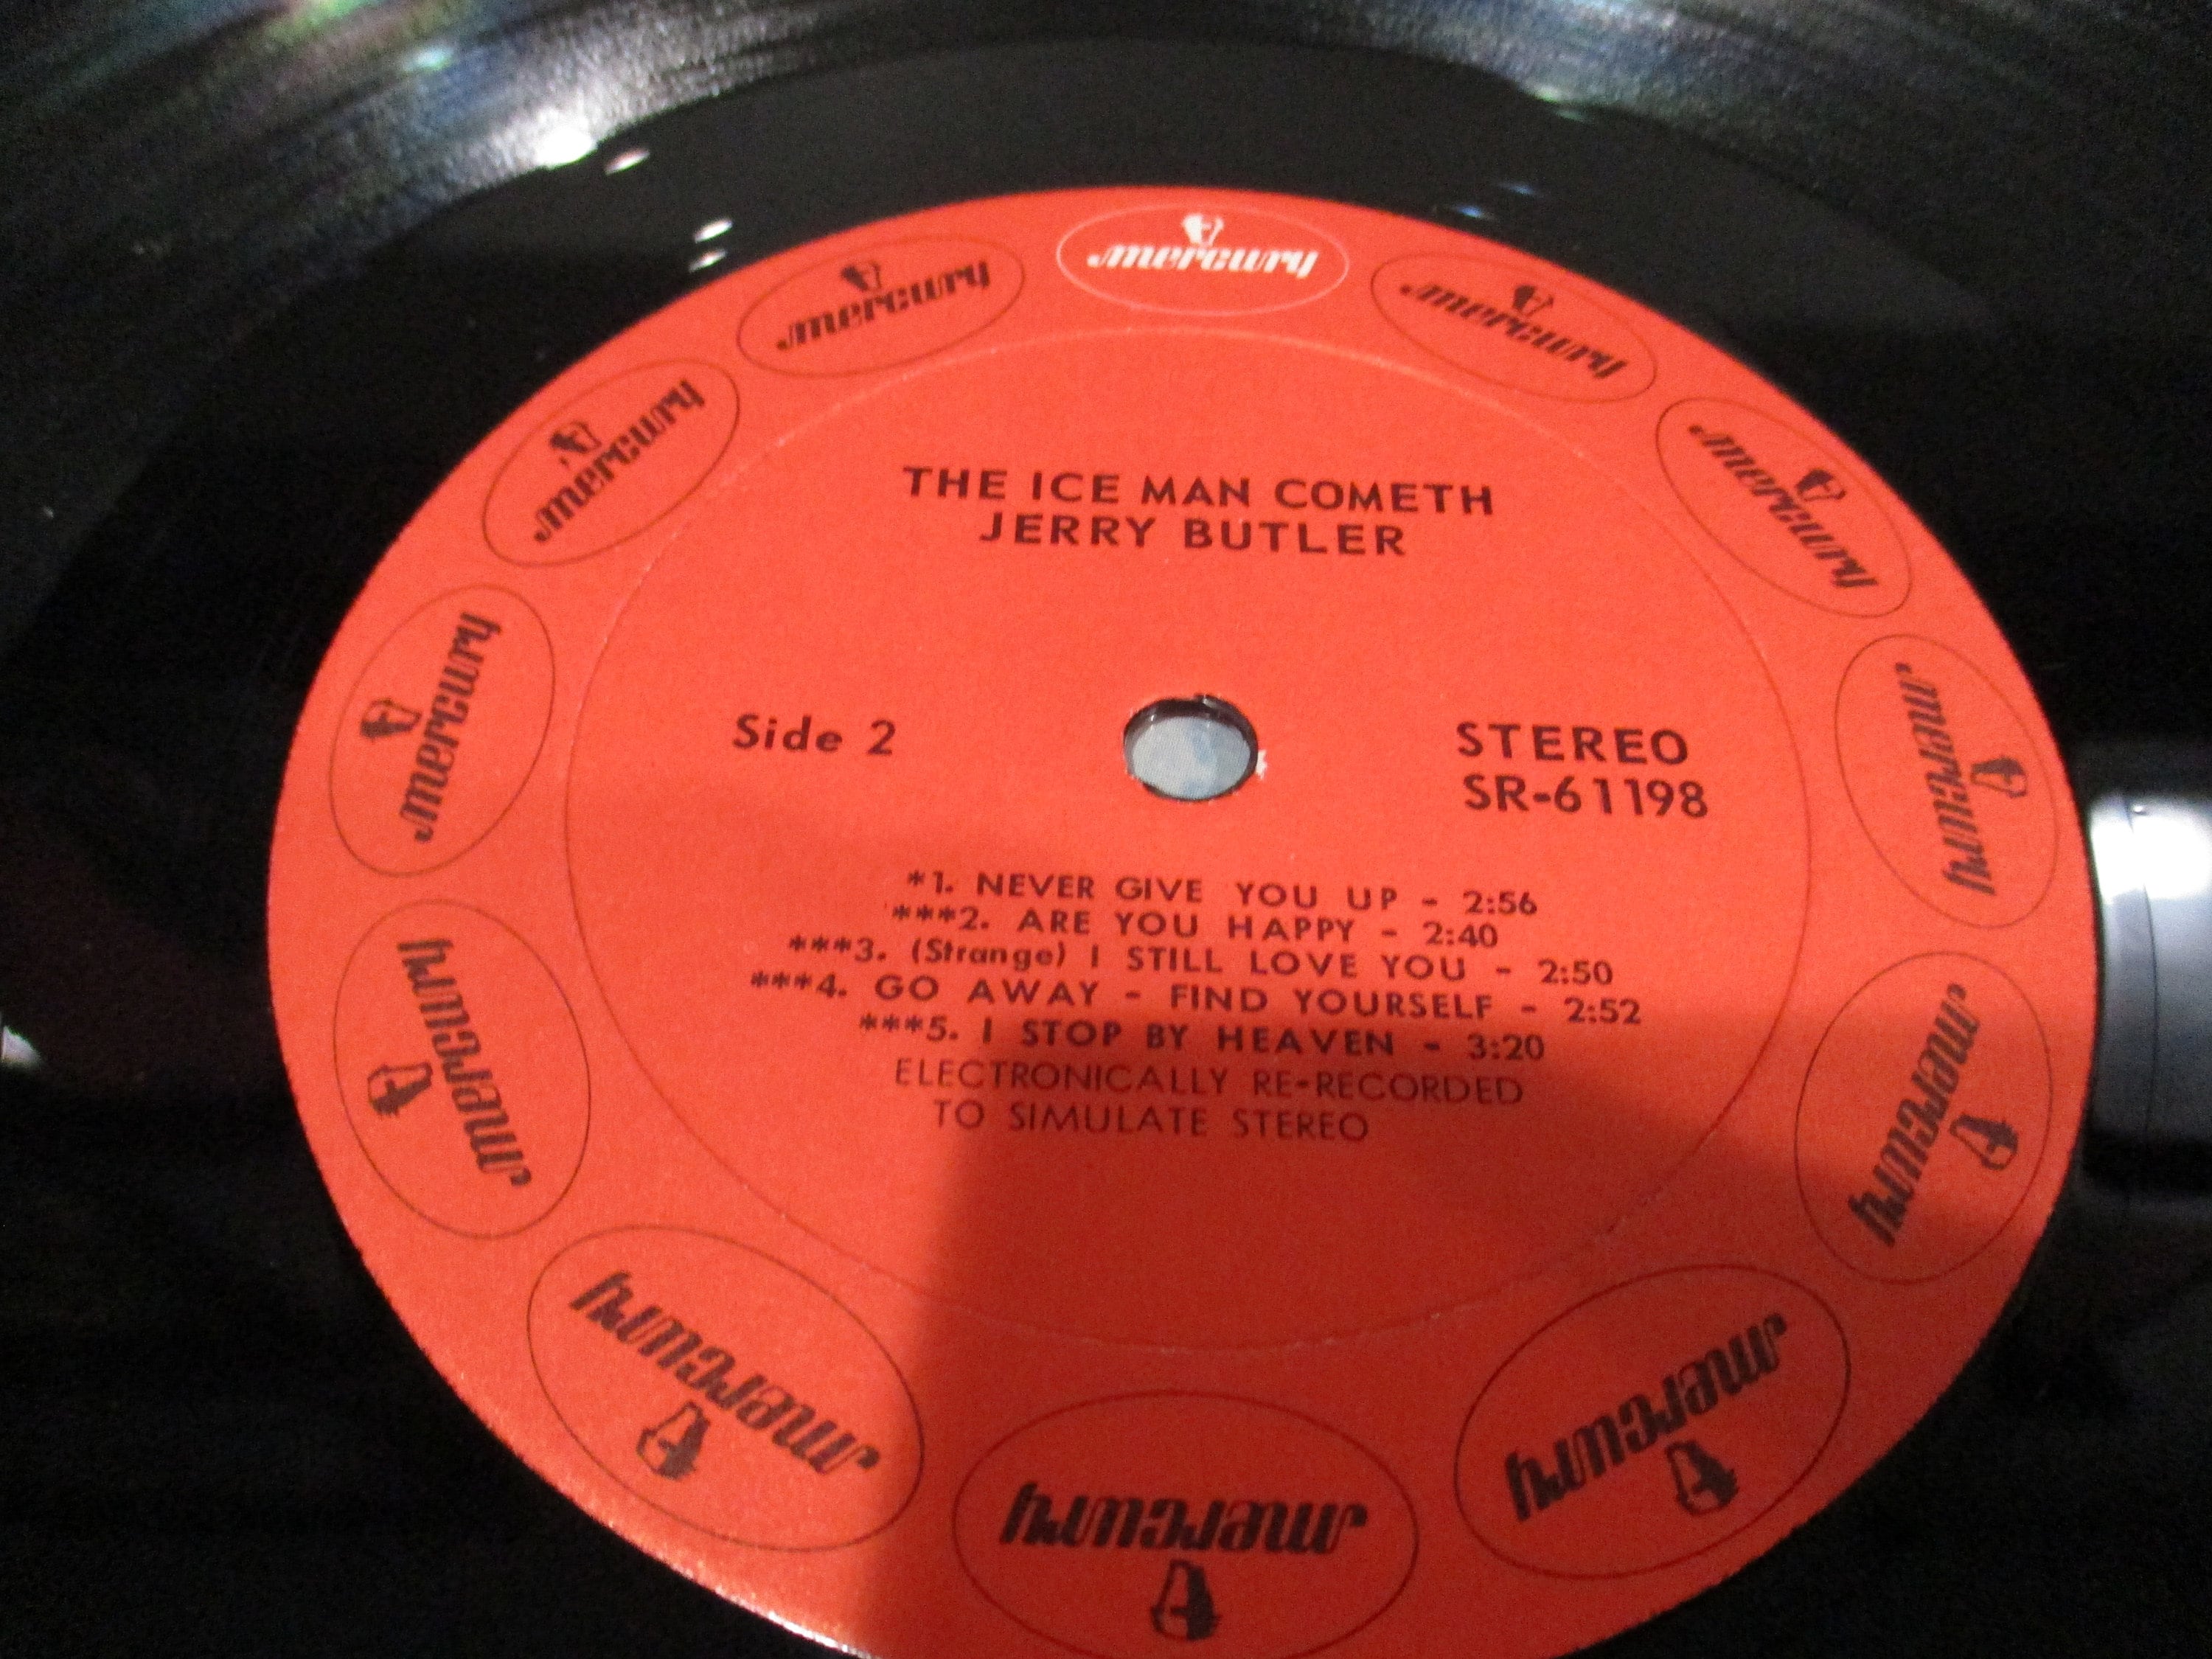 mercury
mercury
mercury
mercury
mercury
mercury
mercury
mercury
mercury
mercury
mercury
mercury
THE ICE MAN COMETH
JERRY BUTLER
Side 2
STEREO
SR-61198
*1. NEVER GIVE YOU UP - 2:56
***2. ARE YOU HAPPY - 2:40
***3. (Strange) I STILL LOVE YOU - 2:50
***4. GO AWAY - FIND YOURSELF - 2:52
***5. I STOP BY HEAVEN - 3:20
ELECTRONICALLY RE-RECORDED
TO SIMULATE STEREO